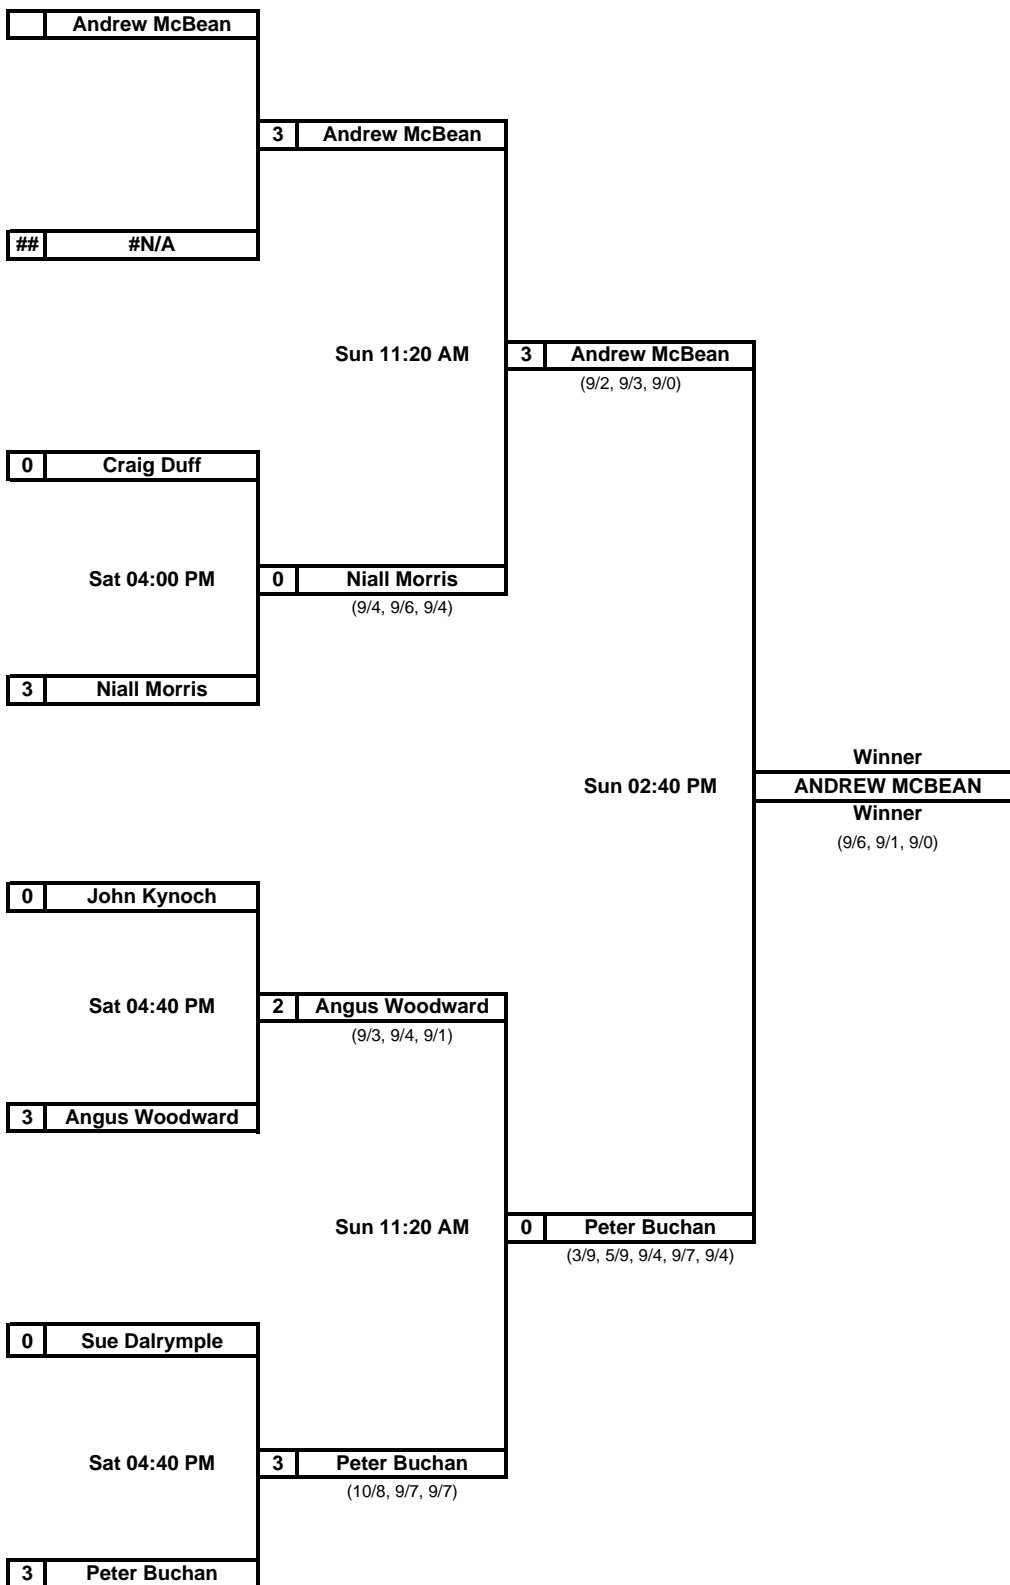 Andrew McBean
3 Andrew McBean
## #N/A
Sun 11:20 AM
3 Andrew McBean
(9/2, 9/3, 9/0)
0 Craig Duff
Sat 04:00 PM
0 Niall Morris
(9/4, 9/6, 9/4)
3 Niall Morris
Winner
Sun 02:40 PM
ANDREW MCBEAN
Winner
(9/6, 9/1, 9/0)
0 John Kynoch
Sat 04:40 PM
2 Angus Woodward
(9/3, 9/4, 9/1)
3 Angus Woodward
Sun 11:20 AM
0 Peter Buchan
(3/9, 5/9, 9/4, 9/7, 9/4)
0 Sue Dalrymple
Sat 04:40 PM
3 Peter Buchan
(10/8, 9/7, 9/7)
3 Peter Buchan